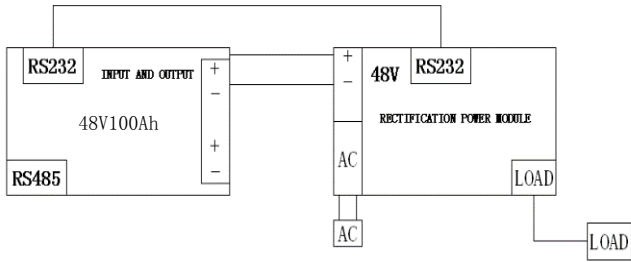 RS232
INPUT AND OUTPUT
+
−
48V100Ah
+
−
RS485
+
−
48V
RS232
RECTIFICATION POWER MODULE
AC
LOAD
AC
LOAD